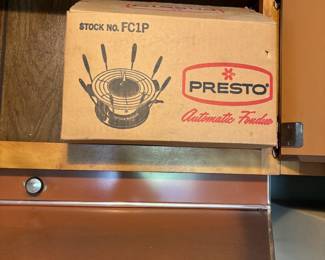 STOCK NO. FC1P
PRESTO
Automatic Fondue